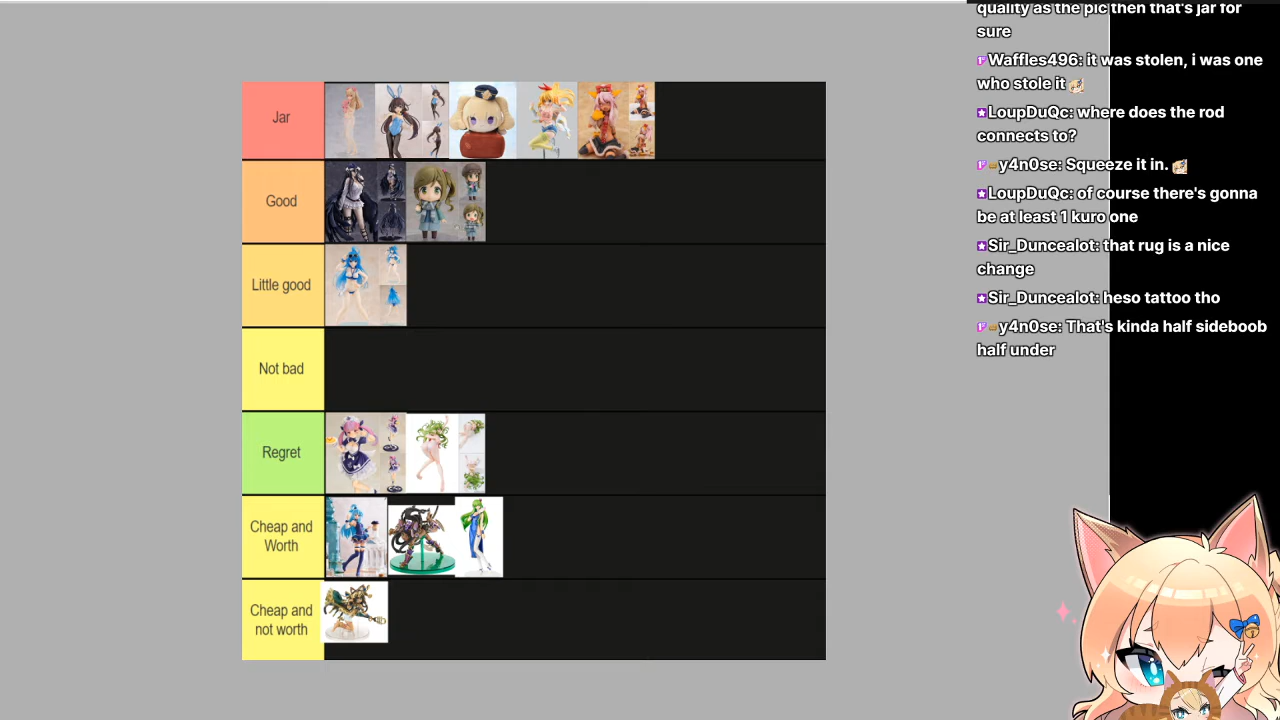 Jar
Good
Little good
Not bad
Regret
Cheap and
Worth
Cheap and
not worth
quality as the pic then that's jar for
sure
Waffles496: it was stolen, i was one
who stole it
LoupDuQc: where does the rod
connects to?
y4n0se: Squeeze it in.
LoupDuQc: of course there's gonna
be at least 1 kuro one
Sir_Duncealot: that rug is a nice
change
Sir_Duncealot: heso tattoo tho
y4n0se: That's kinda half sideboob
half under